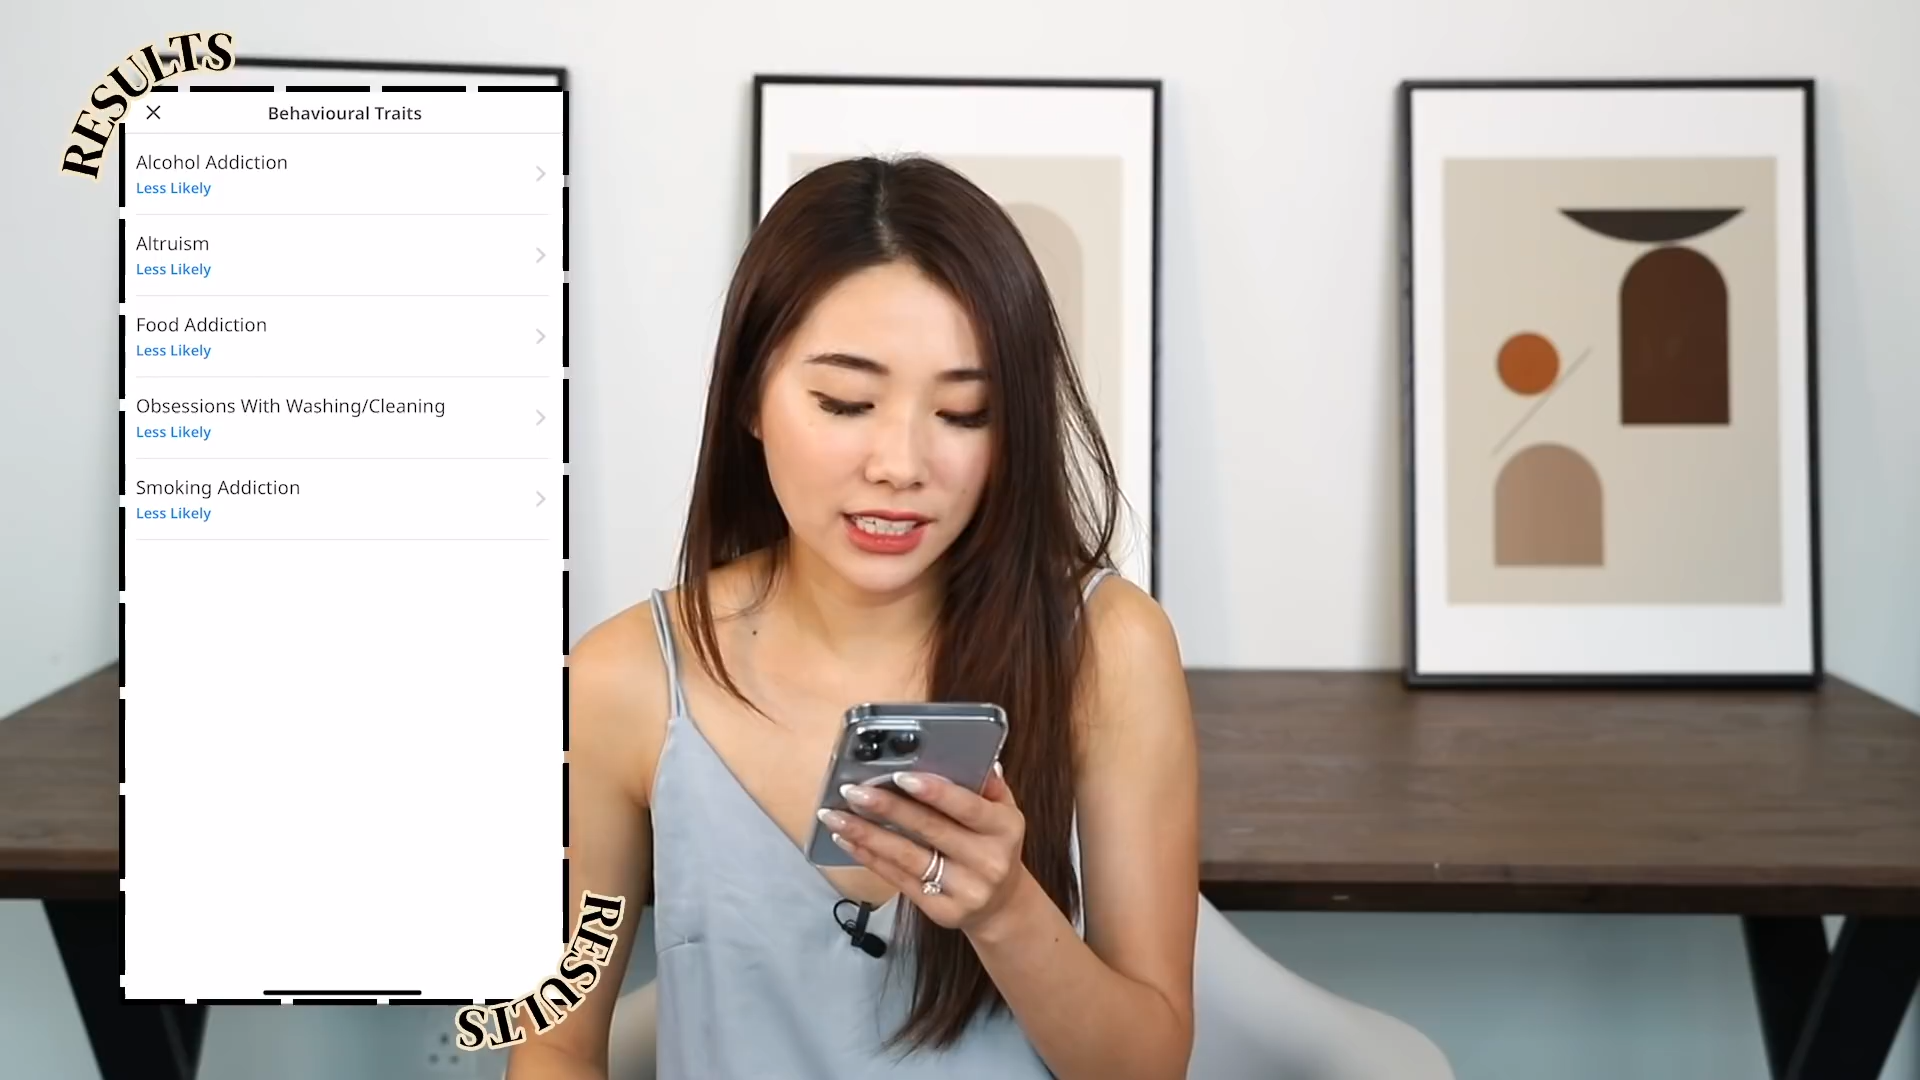 RESULTS
Behavioural Traits
Alcohol Addiction
Less Likely
Altruism
Less Likely
Food Addiction
Less Likely
Obsessions With Washing/Cleaning
Less Likely
Smoking Addiction
Less Likely
RESULTS